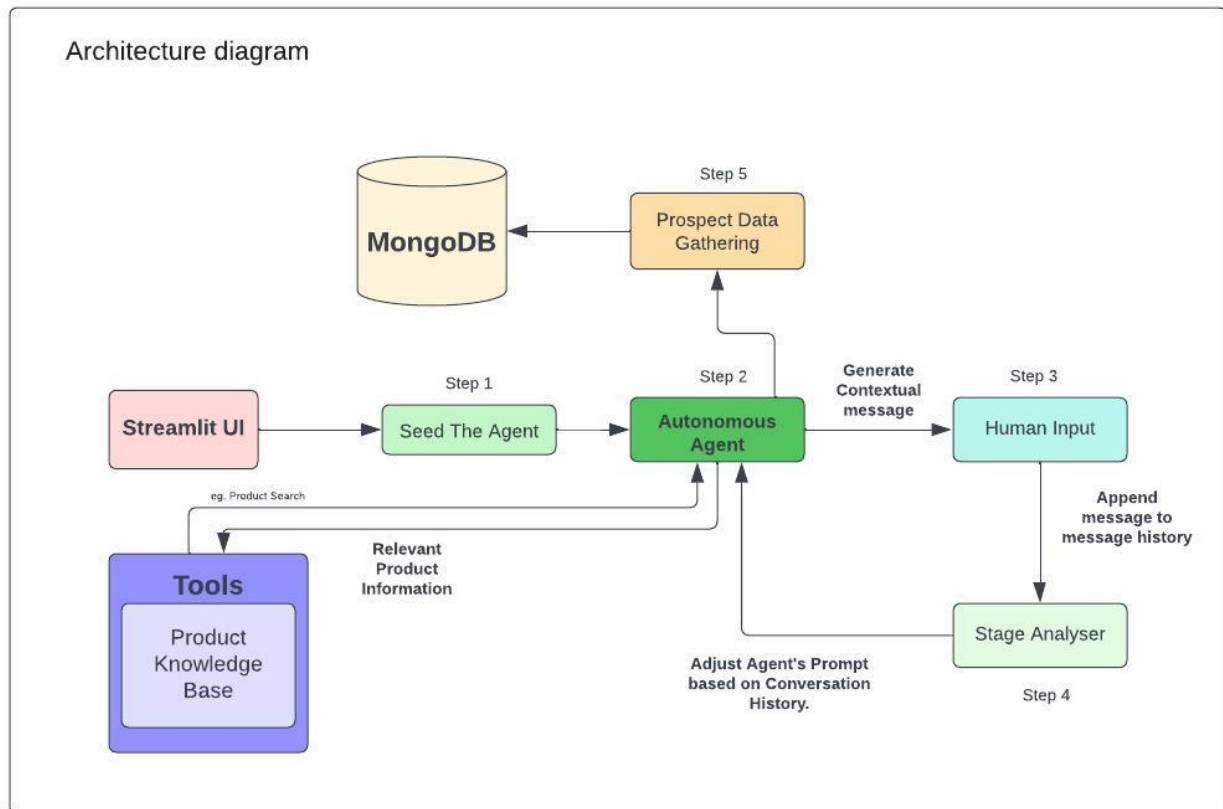 Architecture diagram
Step 5
MongoDB
Prospect Data
Gathering
Step 1
Step 2
Generate
Contextual
message
Step 3
Streamlit UI
Seed The Agent
Autonomous
Agent
Human Input
eg. Product Search
Append
message to
message history
Relevant
Product
Information
Tools
Product
Knowledge
Base
Stage Analyser
Adjust Agent's Prompt
based on Conversation
History.
Step 4